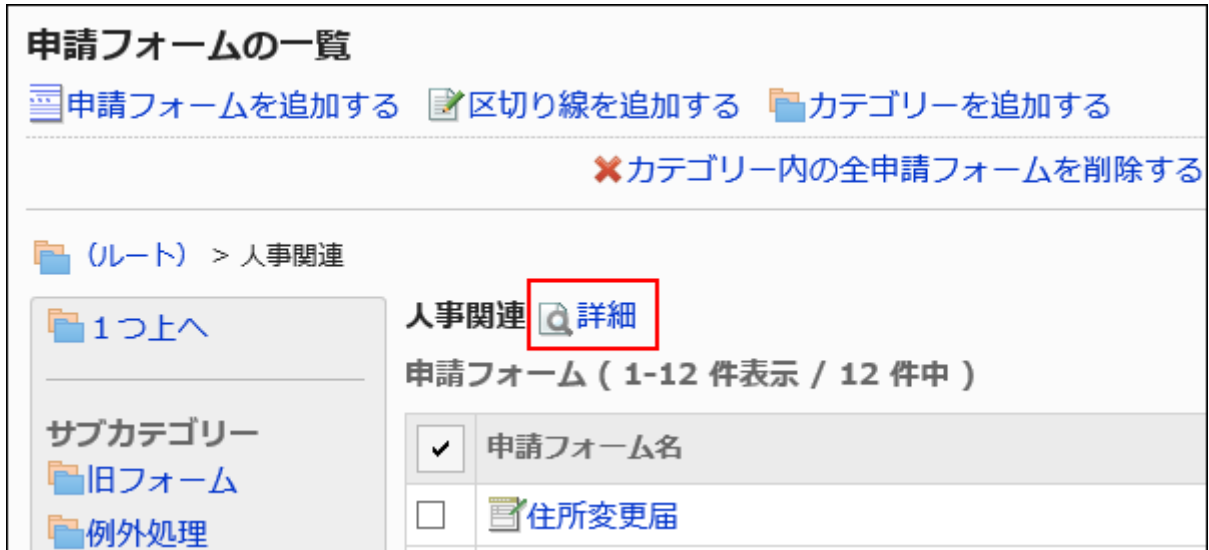 申請フォームの一覧
申請フォームを追加する 区切り線を追加する カテゴリーを追加する
カテゴリー内の全申請フォームを削除する
(ルート) > 人事関連
1つ上へ
サブカテゴリー
旧フォーム
例外処理
人事関連 詳細
申請フォーム ( 1-12 件表示 / 12 件中 )
申請フォーム名
住所変更届